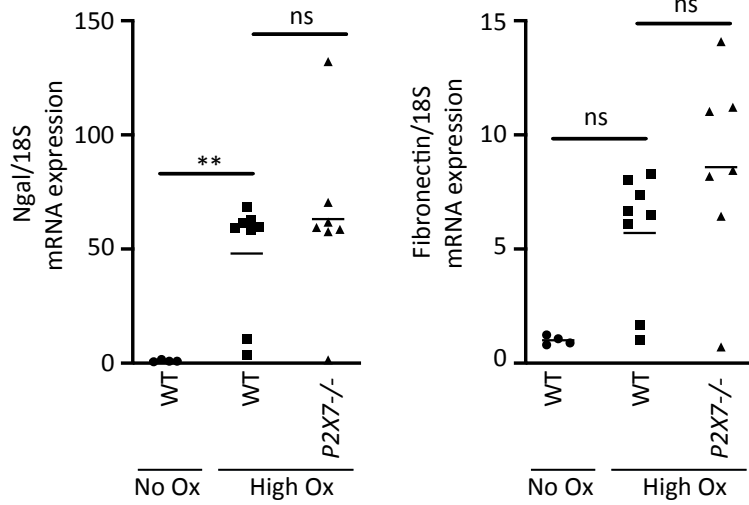 ns
150
100
50
0
**
Ngal/18S
mRNA expression
WT
WT
P2X7-/-
No Ox
High Ox
ns
15
10
5
0
ns
Fibronectin/18S
mRNA expression
WT
WT
P2X7-/-
No Ox
High Ox